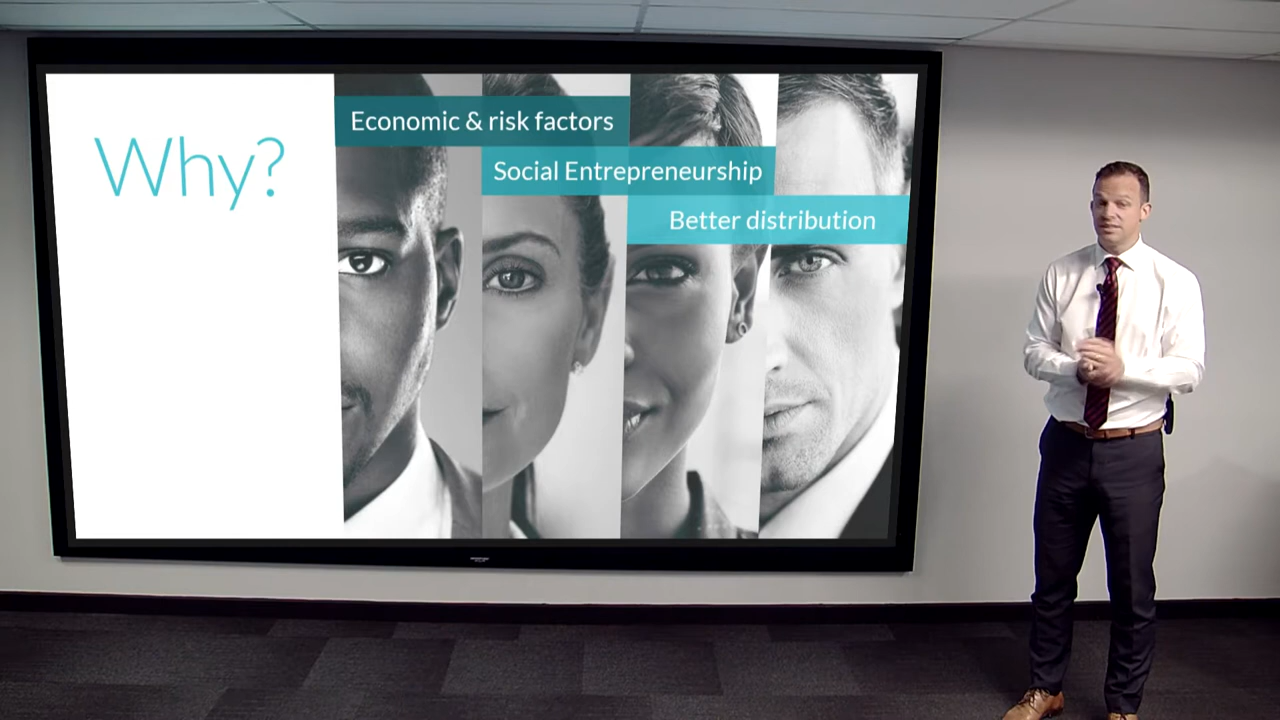 Why?
Economic & risk factors
Social Entrepreneurship
Better distribution